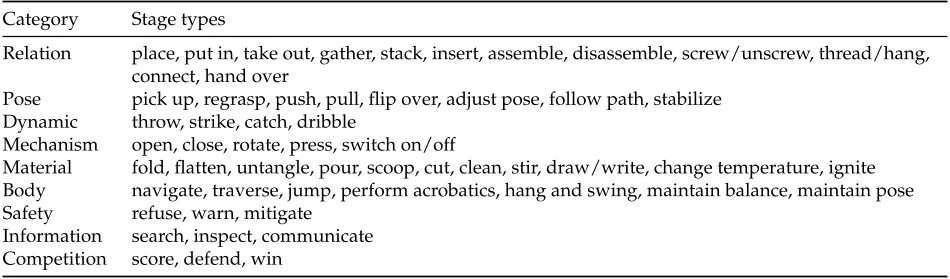 Category Stage types
Relation place, put in, take out, gather, stack, insert, assemble, disassemble, screw/unscrew, thread/hang,
connect, hand over
Pose pick up, regrasp, push, pull, flip over, adjust pose, follow path, stabilize
Dynamic throw, strike, catch, dribble
Mechanism open, close, rotate, press, switch on/off
Material fold, flatten, untangle, pour, scoop, cut, clean, stir, draw/write, change temperature, ignite
Body navigate, traverse, jump, perform acrobatics, hang and swing, maintain balance, maintain pose
Safety refuse, warn, mitigate
Information search, inspect, communicate
Competition score, defend, win